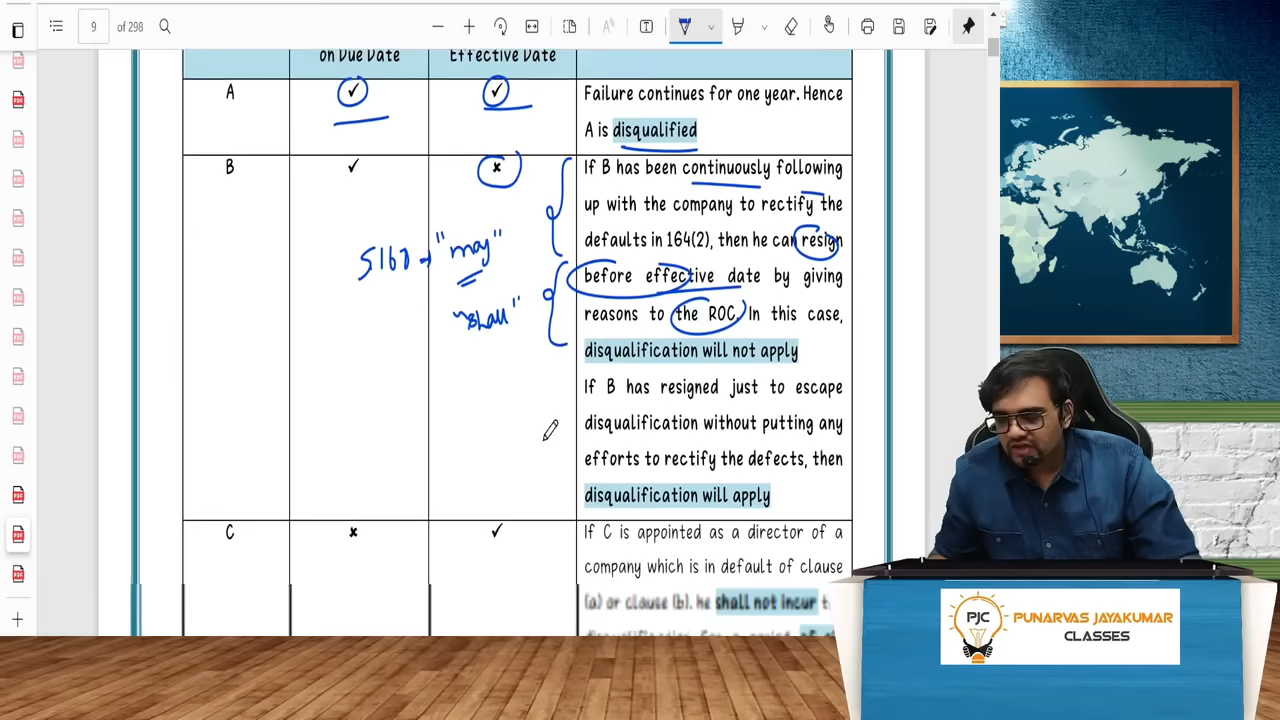 9 of 298
on Due Date
Effective Date
A
✓
✓
Failure continues for one year. Hence
A is disqualified
B
✓
×
If B has been continuously following
up with the company to rectify the
defaults in 164(2), then he can resign
before effective date by giving
reasons to the ROC. In this case,
disqualification will not apply
If B has resigned just to escape
disqualification without putting any
efforts to rectify the defects, then
disqualification will apply
S168 → "may"
"shall"
C
×
✓
If C is appointed as a director of a
company which is in default of clause
(a) or clause (b), he shall not incur
PJC
PUNARVAS JAYAKUMAR
CLASSES